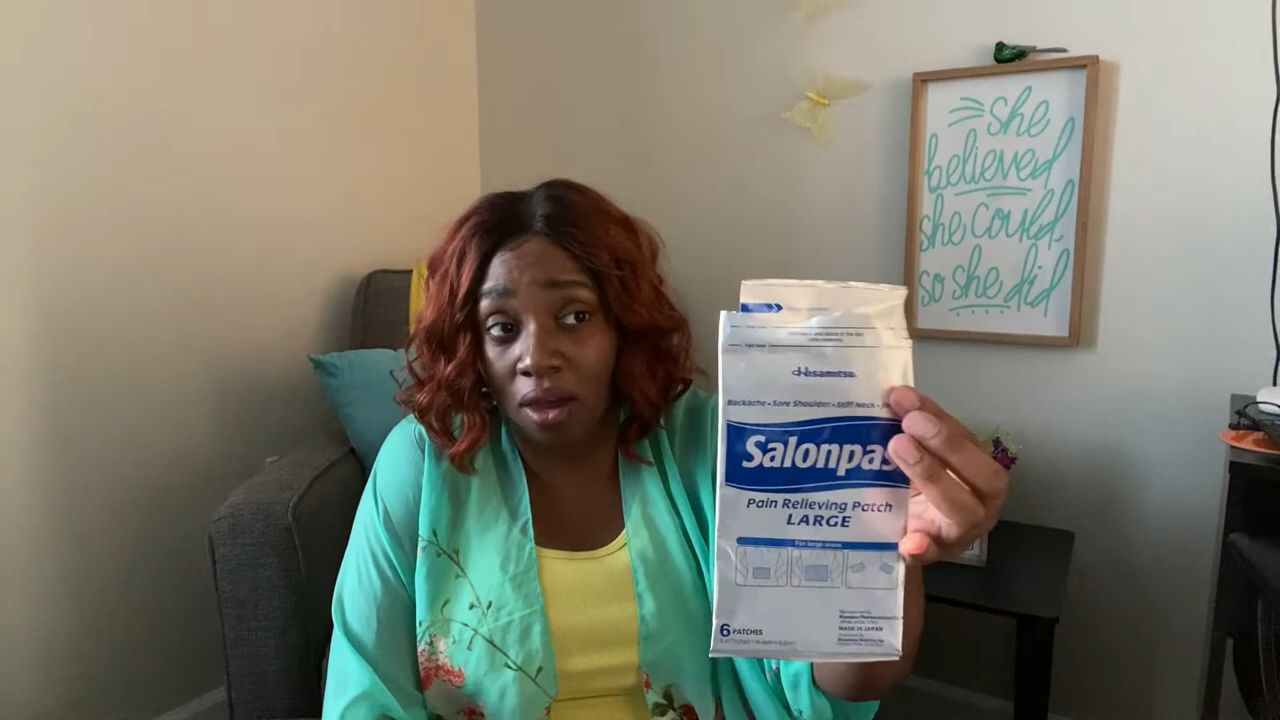 she
believed
she could,
so she did
Hisamitsu
Backache • Sore Shoulder • Stiff Neck •
Salonpas
Pain Relieving Patch
LARGE
For large areas
6 PATCHES
MADE IN JAPAN